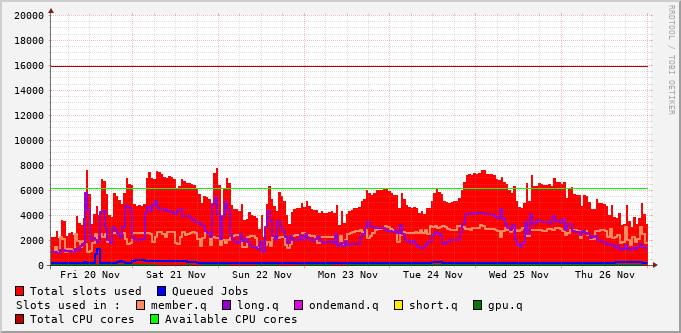 20000
18000
16000
14000
12000
10000
8000
6000
4000
2000
0
Fri 20 Nov Sat 21 Nov Sun 22 Nov Mon 23 Nov Tue 24 Nov Wed 25 Nov Thu 26 Nov
Total slots used Queued Jobs
Slots used in : member.q long.q ondemand.q short.q gpu.q
Total CPU cores Available CPU cores
RRDTOOL / TOBI OETIKER